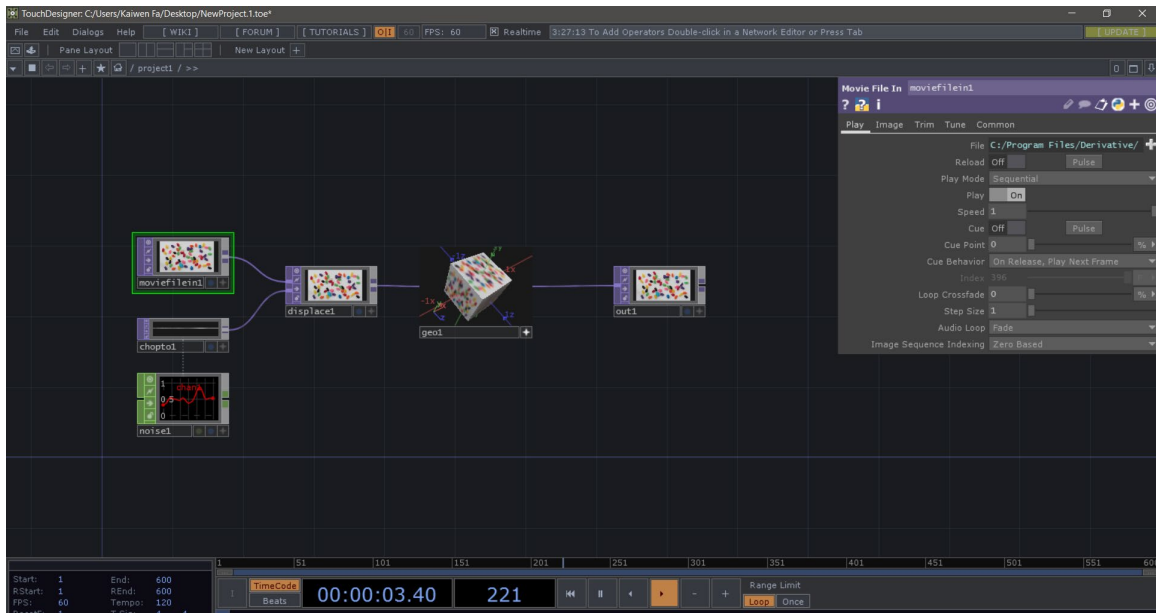 TouchDesigner: C:/Users/Kaiwen Fa/Desktop/NewProject.1.toe*
File Edit Dialogs Help [ WIKI ] [ FORUM ] [ TUTORIALS ] O|I 60 FPS: 60 Realtime 3:27:13 To Add Operators Double-click in a Network Editor or Press Tab [ UPDATE ]
Pane Layout New Layout +
/ project1 / >> 0
Movie File In moviefilein1
? ? i
Play Image Trim Tune Common
File C:/Program Files/Derivative/
Reload Off Pulse
Play Mode Sequential
Play On
Speed 1
Cue Off Pulse
Cue Point 0 %
Cue Behavior On Release, Play Next Frame
Index 396
Loop Crossfade 0 %
Step Size 1
Audio Loop Fade
Image Sequence Indexing Zero Based
moviefilein1
displace1
geo1
out1
chopto1
1 chan1
0.5
0
noise1
1 51 101 151 201 251 301 351 401 451 501 551 600
Start: 1 End: 600
RStart: 1 REnd: 600
FPS: 60 Tempo: 120
TimeCode
Beats
00:00:03.40
221
Range Limit
Loop Once